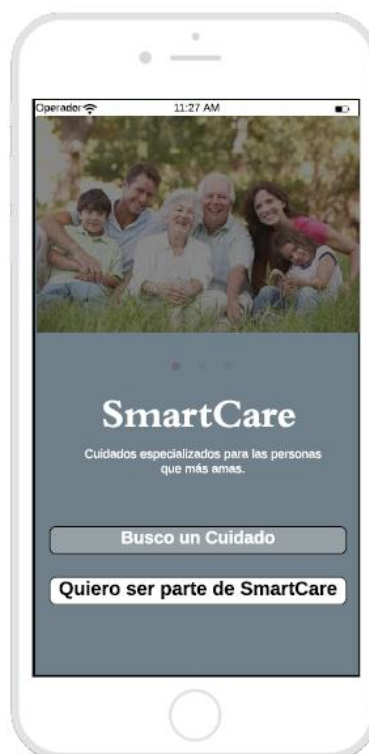 Operador
11:27 AM
SmartCare
Cuidados especializados para las personas
que más amas.
Busco un Cuidado
Quiero ser parte de SmartCare